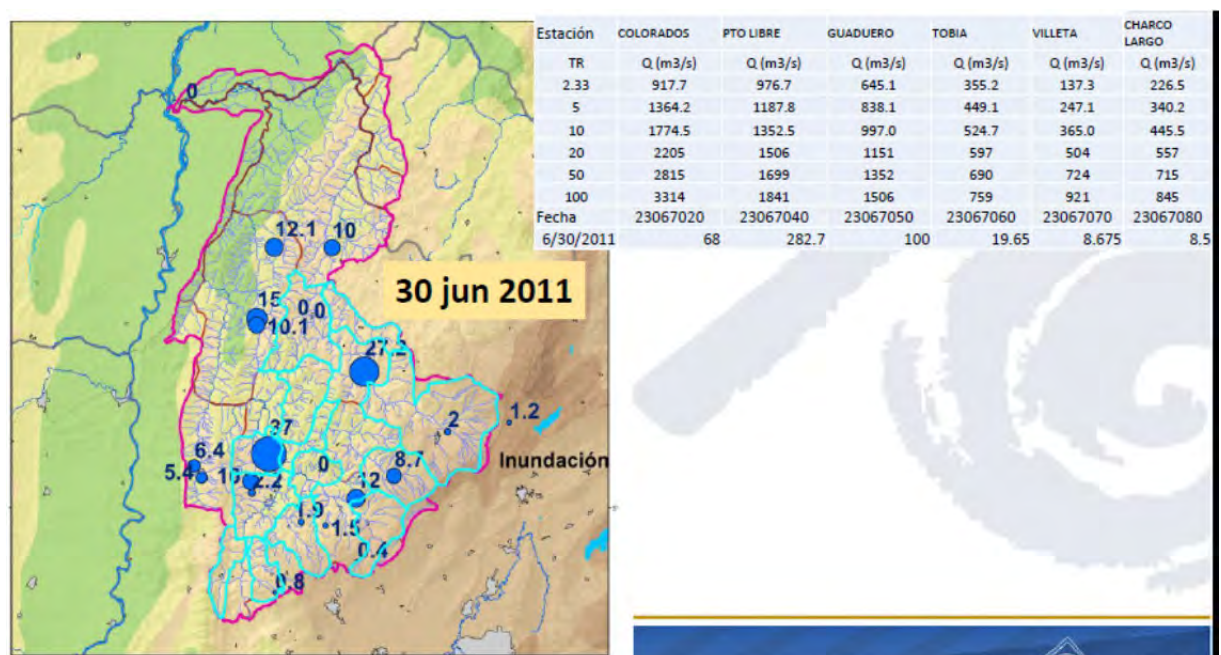 Estación COLORADOS PTO LIBRE GUADUERO TOBIA VILLETA CHARCO LARGO
TR Q (m3/s) Q (m3/s) Q (m3/s) Q (m3/s) Q (m3/s) Q (m3/s)
2.33 917.7 976.7 645.1 355.2 137.3 226.5
5 1364.2 1187.8 838.1 449.1 247.1 340.2
10 1774.5 1352.5 997.0 524.7 365.0 445.5
20 2205 1506 1151 597 504 557
50 2815 1699 1352 690 724 715
100 3314 1841 1506 759 921 845
Fecha 23067020 23067040 23067050 23067060 23067070 23067080
6/30/2011 68 282.7 100 19.65 8.675 8.5
0
12.1 10
30 jun 2011
15 0 0
10.1
27.2
1.2
2
37
6.4 0 8.7 Inundación
5.4 2.2 12
1.9 1.5
0.4
0.8